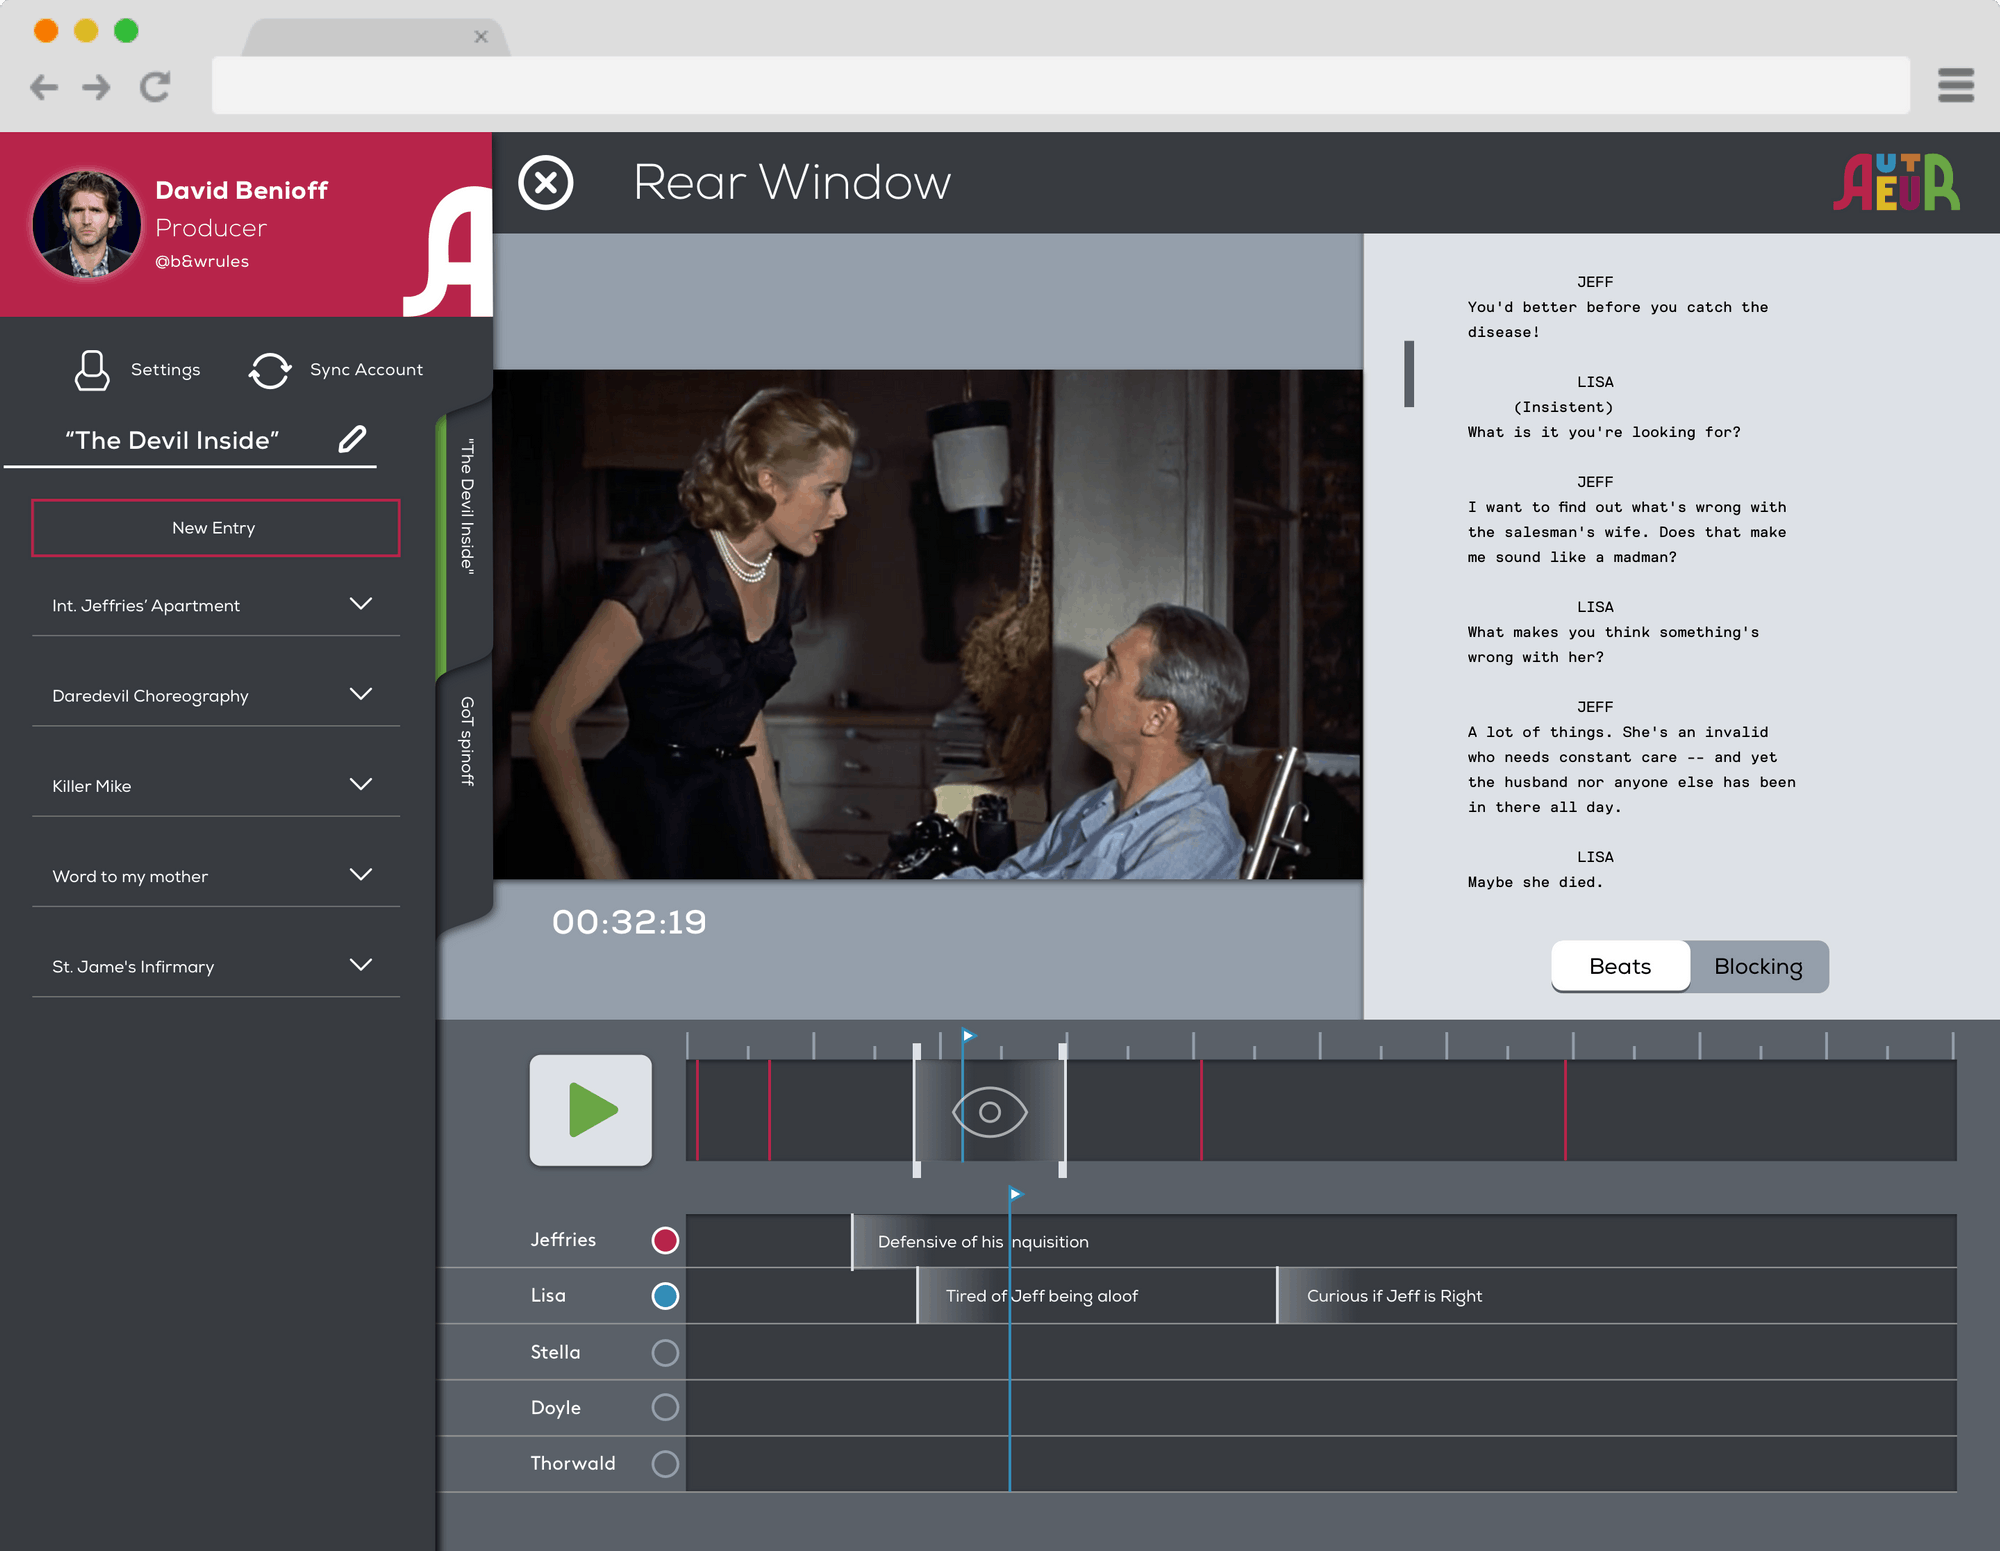 David Benioff
Producer
@b&wrules
Settings
Sync Account
“The Devil Inside”
New Entry
Int. Jeffries’ Apartment
Daredevil Choreography
Killer Mike
Word to my mother
St. Jame's Infirmary
"The Devil Inside"
GoT spinoff
Rear Window
AUTEUR
JEFF
You'd better before you catch the
disease!
LISA
(Insistent)
What is it you're looking for?
JEFF
I want to find out what's wrong with
the salesman's wife. Does that make
me sound like a madman?
LISA
What makes you think something's
wrong with her?
JEFF
A lot of things. She's an invalid
who needs constant care -- and yet
the husband nor anyone else has been
in there all day.
LISA
Maybe she died.
00:32:19
Beats
Blocking
Jeffries
Defensive of his inquisition
Lisa
Tired of Jeff being aloof
Curious if Jeff is Right
Stella
Doyle
Thorwald